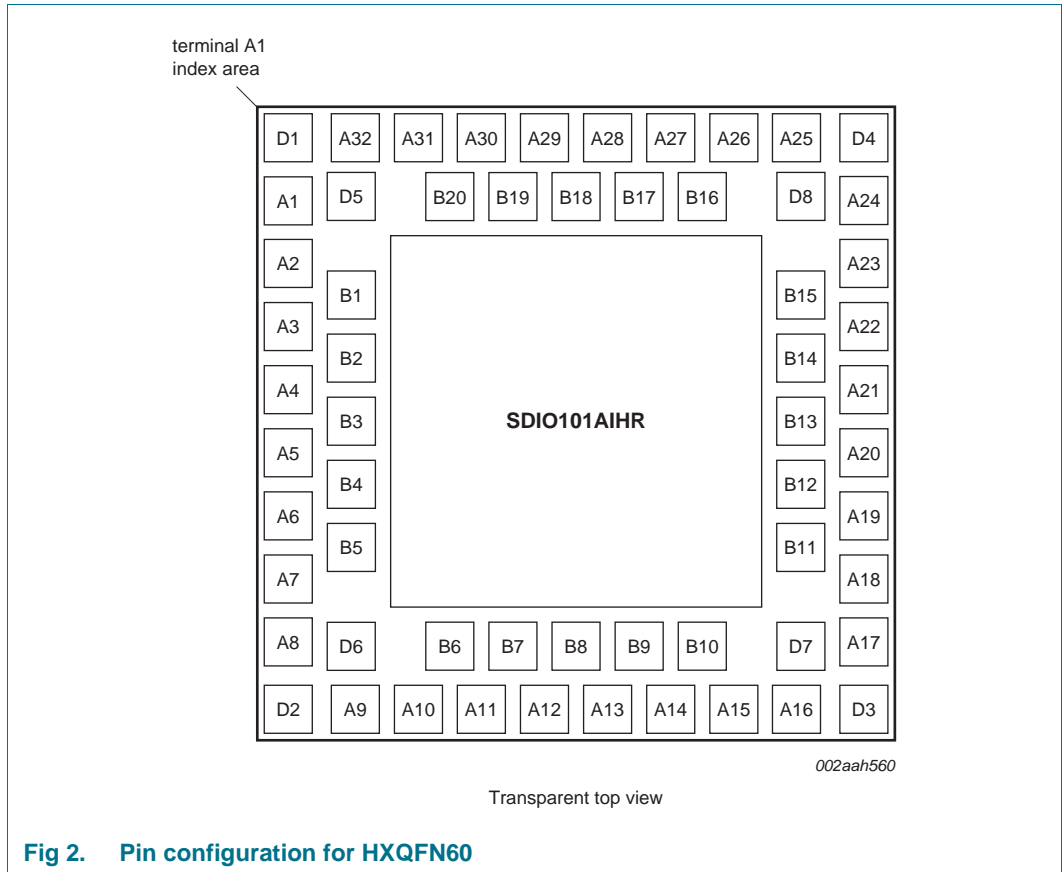 terminal A1
index area
D1 A32 A31 A30 A29 A28 A27 A26 A25 D4
A1 D5 B20 B19 B18 B17 B16 D8 A24
A2 A23
B1 B15
A3 A22
B2 B14
A4 A21
B3 SDIO101AIHR B13
A5 A20
B4 B12
A6 A19
B5 B11
A7 A18
A8 D6 B6 B7 B8 B9 B10 D7 A17
D2 A9 A10 A11 A12 A13 A14 A15 A16 D3
002aah560
Transparent top view
Fig 2. Pin configuration for HXQFN60